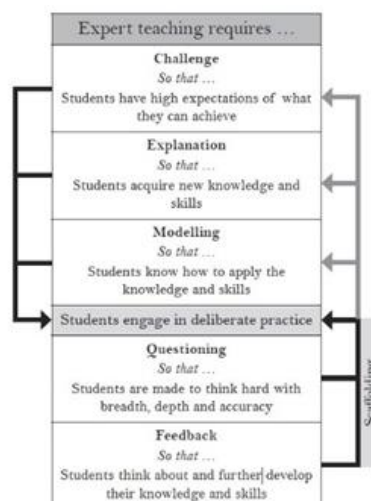 Expert teaching requires …
Challenge
So that …
Students have high expectations of what
they can achieve
Explanation
So that …
Students acquire new knowledge and
skills
Modelling
So that …
Students know how to apply the
knowledge and skills
Students engage in deliberate practice
Questioning
So that …
Students are made to think hard with
breadth, depth and accuracy
Feedback
So that …
Students think about and further develop
their knowledge and skills
Scaffolding